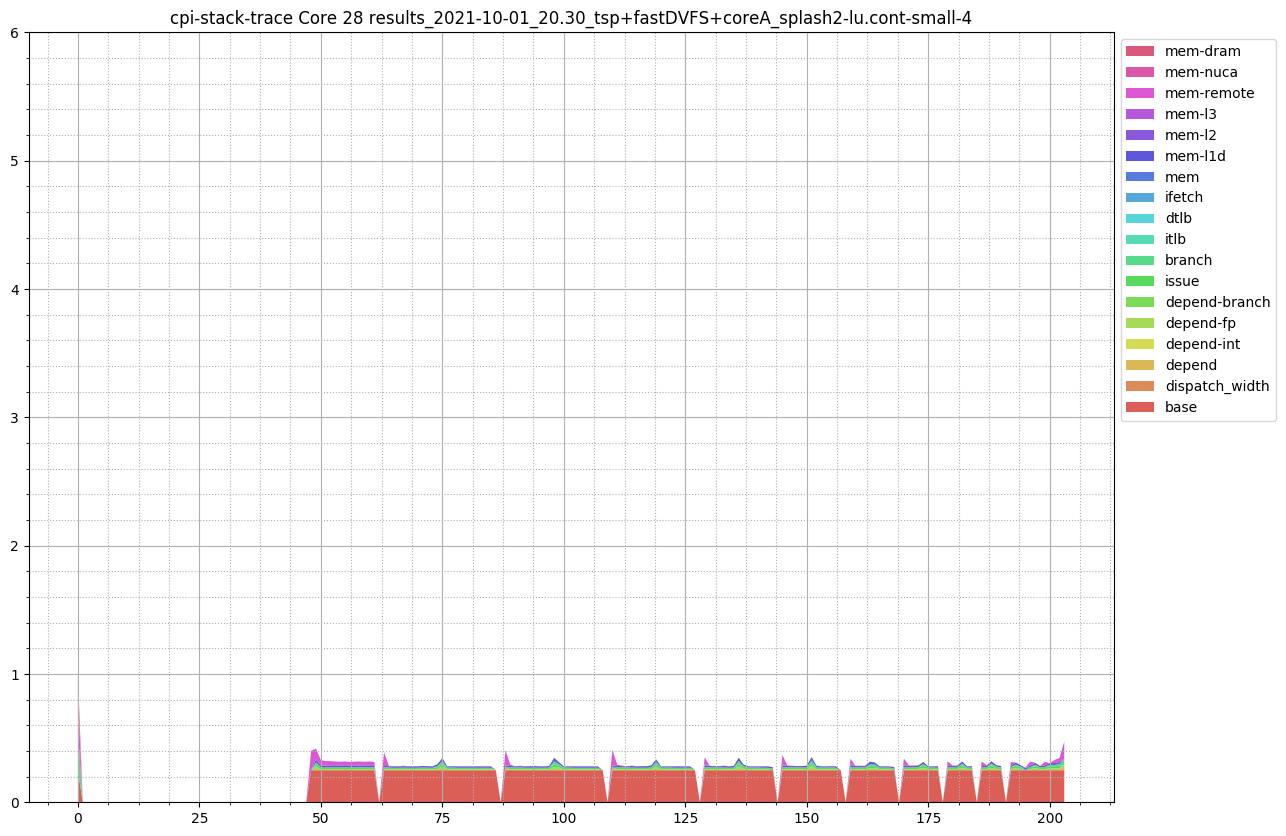 cpi-stack-trace Core 28 results_2021-10-01_20.30_tsp+fastDVFS+coreA_splash2-lu.cont-small-4
6
5
4
3
2
1
0
0 25 50 75 100 125 150 175 200
mem-dram
mem-nuca
mem-remote
mem-l3
mem-l2
mem-l1d
mem
ifetch
dtlb
itlb
branch
issue
depend-branch
depend-fp
depend-int
depend
dispatch_width
base